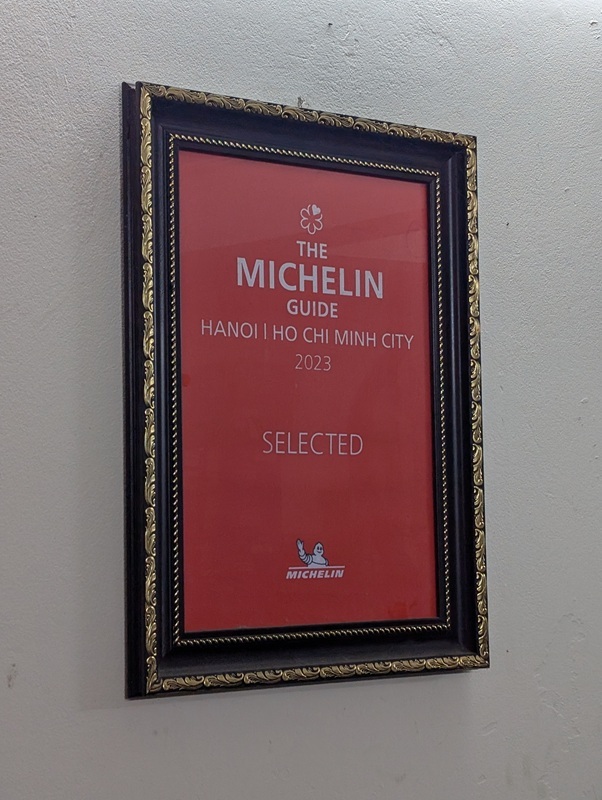 THE
MICHELIN
GUIDE
HANOI | HO CHI MINH CITY
2023
SELECTED
MICHELIN